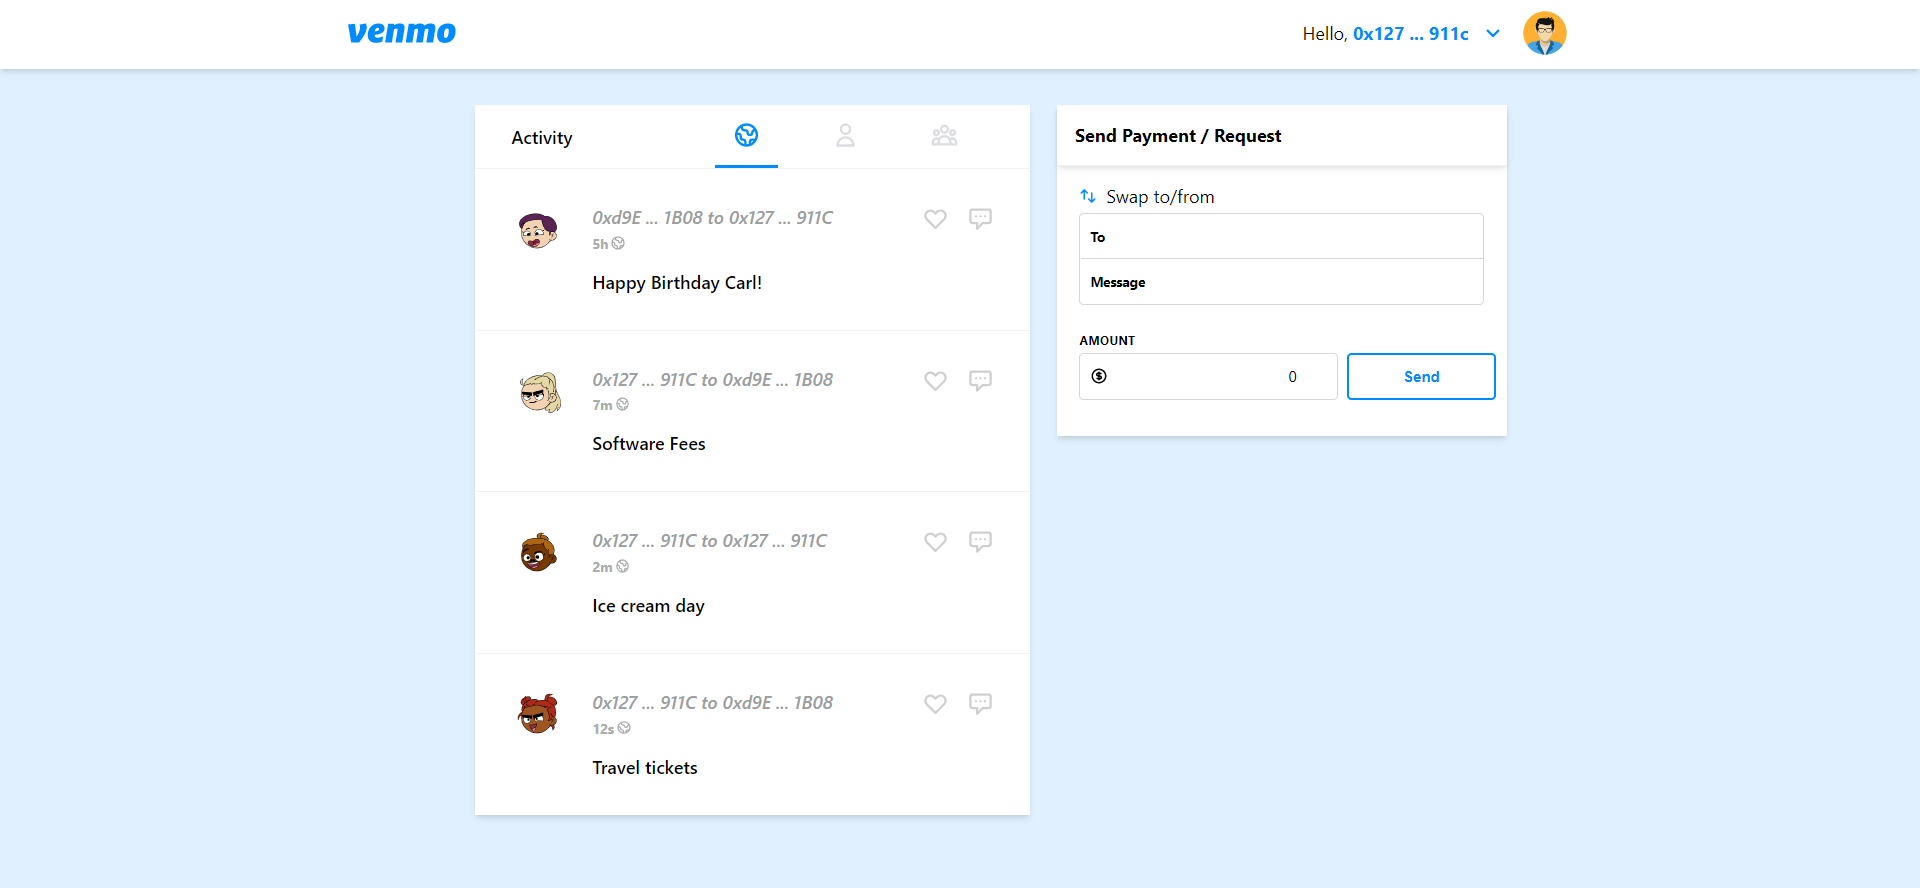 venmo
Hello, 0x127 ... 911c
Activity
0xd9E ... 1B08 to 0x127 ... 911C
5h
Happy Birthday Carl!
0x127 ... 911C to 0xd9E ... 1B08
7m
Software Fees
0x127 ... 911C to 0x127 ... 911C
2m
Ice cream day
0x127 ... 911C to 0xd9E ... 1B08
12s
Travel tickets
Send Payment / Request
Swap to/from
To
Message
AMOUNT
0
Send